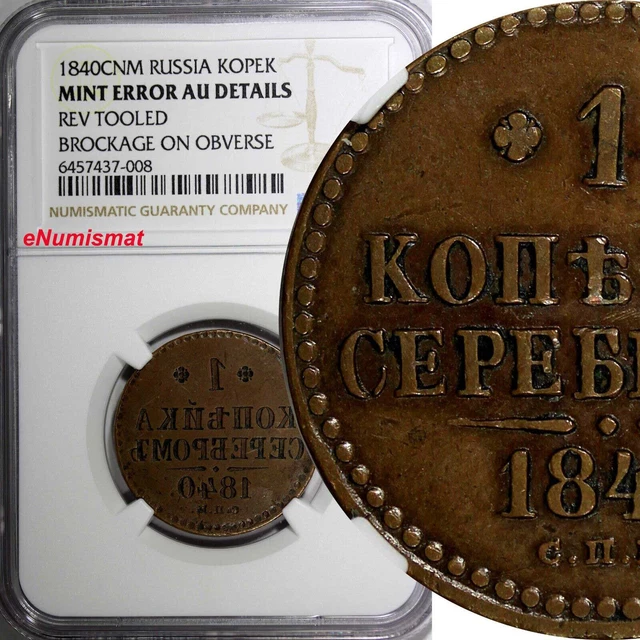 1840CNM RUSSIA KOPEK
MINT ERROR AU DETAILS
REV TOOLED
BROCKAGE ON OBVERSE
6457437-008
NUMISMATIC GUARANTY COMPANY
eNumismat
1
КОПѢЙКА
СЕРЕБРОМЪ
1840.
С.П.М.
1
КОПѢ
СЕРЕБ
184
С.П.